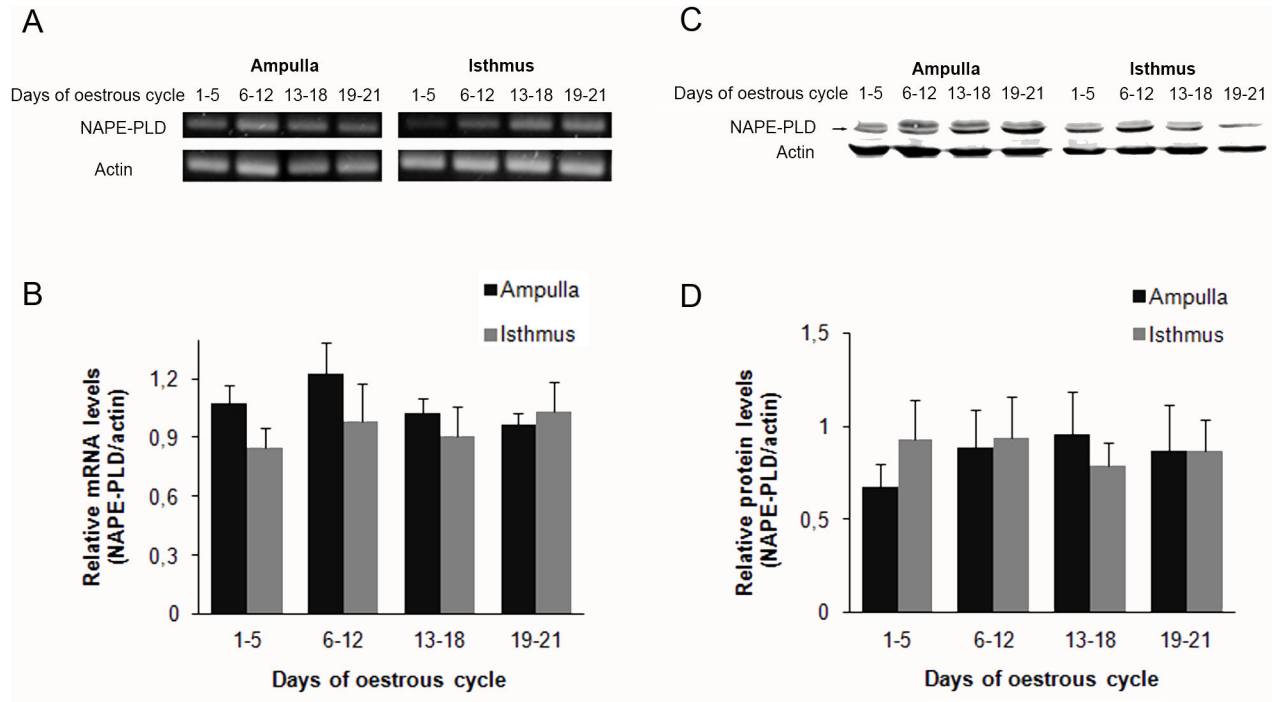 A
Ampulla Isthmus
Days of oestrous cycle 1-5 6-12 13-18 19-21 1-5 6-12 13-18 19-21
NAPE-PLD
Actin
C
Ampulla Isthmus
Days of oestrous cycle 1-5 6-12 13-18 19-21 1-5 6-12 13-18 19-21
NAPE-PLD
Actin
B
Ampulla
Isthmus
Relative mRNA levels
(NAPE-PLD/actin)
1,2
0,9
0,6
0,3
0
1-5 6-12 13-18 19-21
Days of oestrous cycle
D
Ampulla
Isthmus
Relative protein levels
(NAPE-PLD/actin)
1,5
1
0,5
0
1-5 6-12 13-18 19-21
Days of oestrous cycle